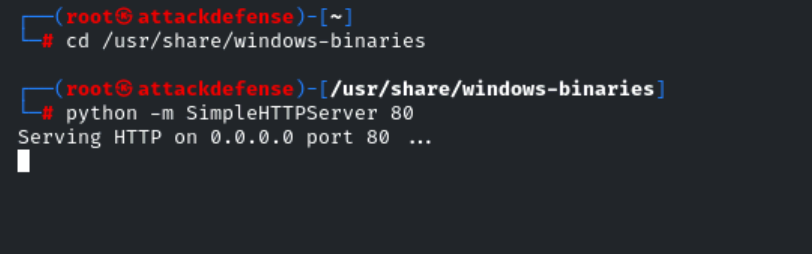 ┌──(root㉿attackdefense)-[~]
└─# cd /usr/share/windows-binaries
┌──(root㉿attackdefense)-[/usr/share/windows-binaries]
└─# python -m SimpleHTTPServer 80
Serving HTTP on 0.0.0.0 port 80 ...